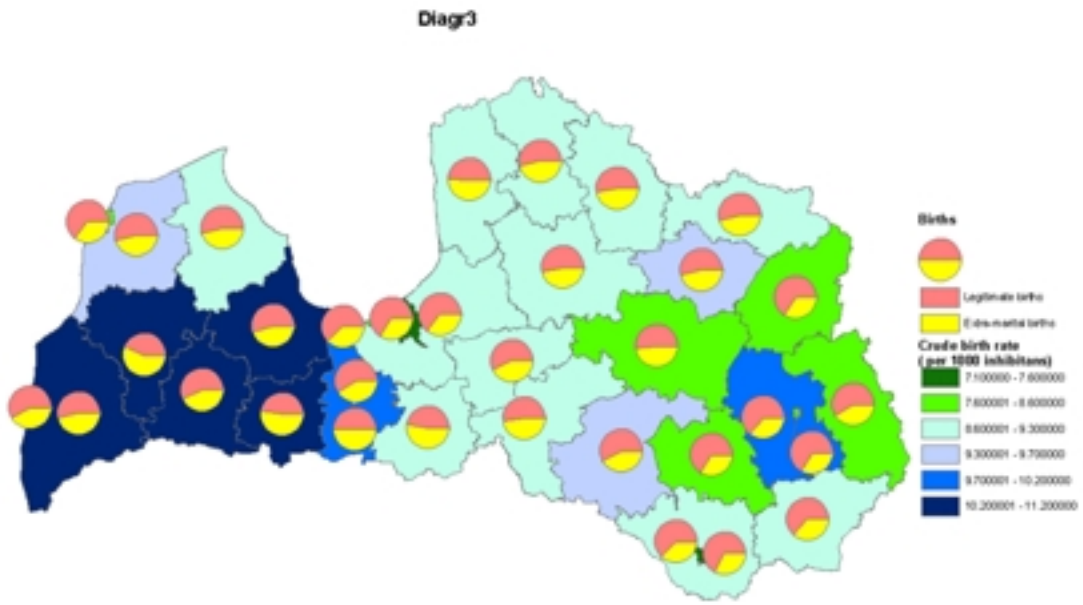 Diagr3
Births
Legitimate births
Extra-marital births
Crude birth rate
( per 1000 inhibitans)
7.100000 - 7.600000
7.600001 - 8.600000
8.600001 - 9.300000
9.300001 - 9.700000
9.700001 - 10.200000
10.200001 - 11.200000